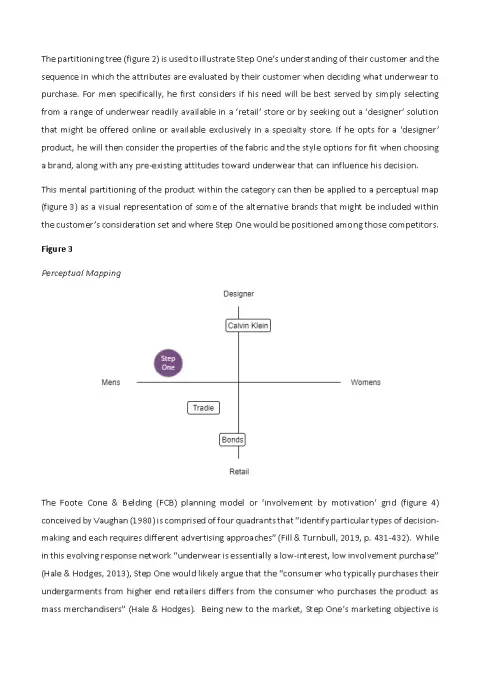 The partitioning tree (figure 2) is used to illustrate Step One's understanding of their customer and the
sequence in which the attributes are evaluated by their customer when deciding what underwear to
purchase. For men specifically, he first considers if his need will be best served by simply selecting
from a range of underwear readily available in a 'retail' store or by seeking out a 'designer' solution
that might be offered online or available exclusively in a specialty store. If he opts for a 'designer'
product, he will then consider the properties of the fabric and the style options for fit when choosing
a brand, along with any pre-existing attitudes toward underwear that can influence his decision.
This mental partitioning of the product within the category can then be applied to a perceptual map
(figure 3) as a visual representation of some of the alternative brands that might be included within
the customer's consideration set and where Step One would be positioned among those competitors.
Figure 3
Perceptual Mapping
Designer
Calvin Klein
Step
One
Mens
Womens
Tradie
Bonds
Retail
The Foote Cone & Belding (FCB) planning model or 'involvement by motivation' grid (figure 4)
conceived by Vaughan (1980) is comprised of four quadrants that "identify particular types of decision-
making and each requires different advertising approaches" (Fill & Turnbull, 2019, p. 431-432). While
in this evolving response network "underwear is essentially a low-interest, low involvement purchase"
(Hale & Hodges, 2013), Step One would likely argue that the "consumer who typically purchases their
undergarments from higher end retailers differs from the consumer who purchases the product as
mass merchandisers" (Hale & Hodges). Being new to the market, Step One's marketing objective is